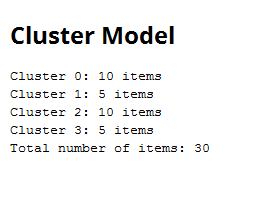 Cluster Model
Cluster 0: 10 items
Cluster 1: 5 items
Cluster 2: 10 items
Cluster 3: 5 items
Total number of items: 30